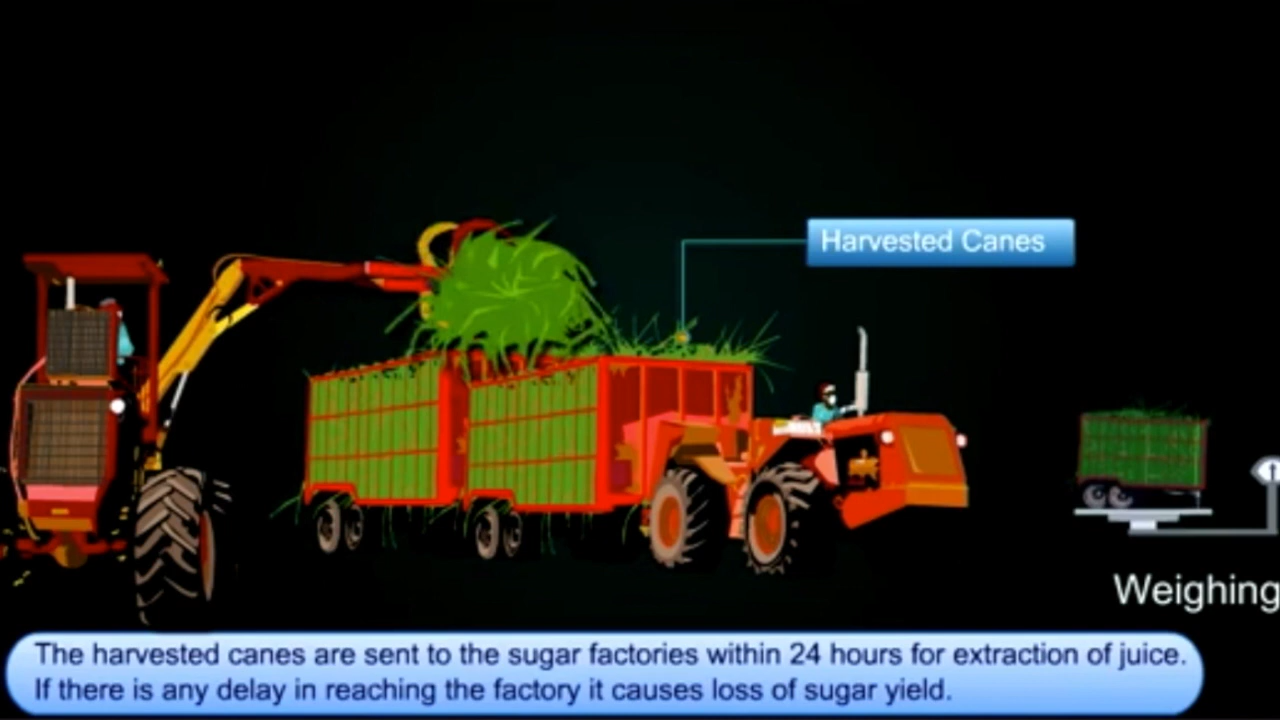 Harvested Canes
Weighing
The harvested canes are sent to the sugar factories within 24 hours for extraction of juice.
If there is any delay in reaching the factory it causes loss of sugar yield.